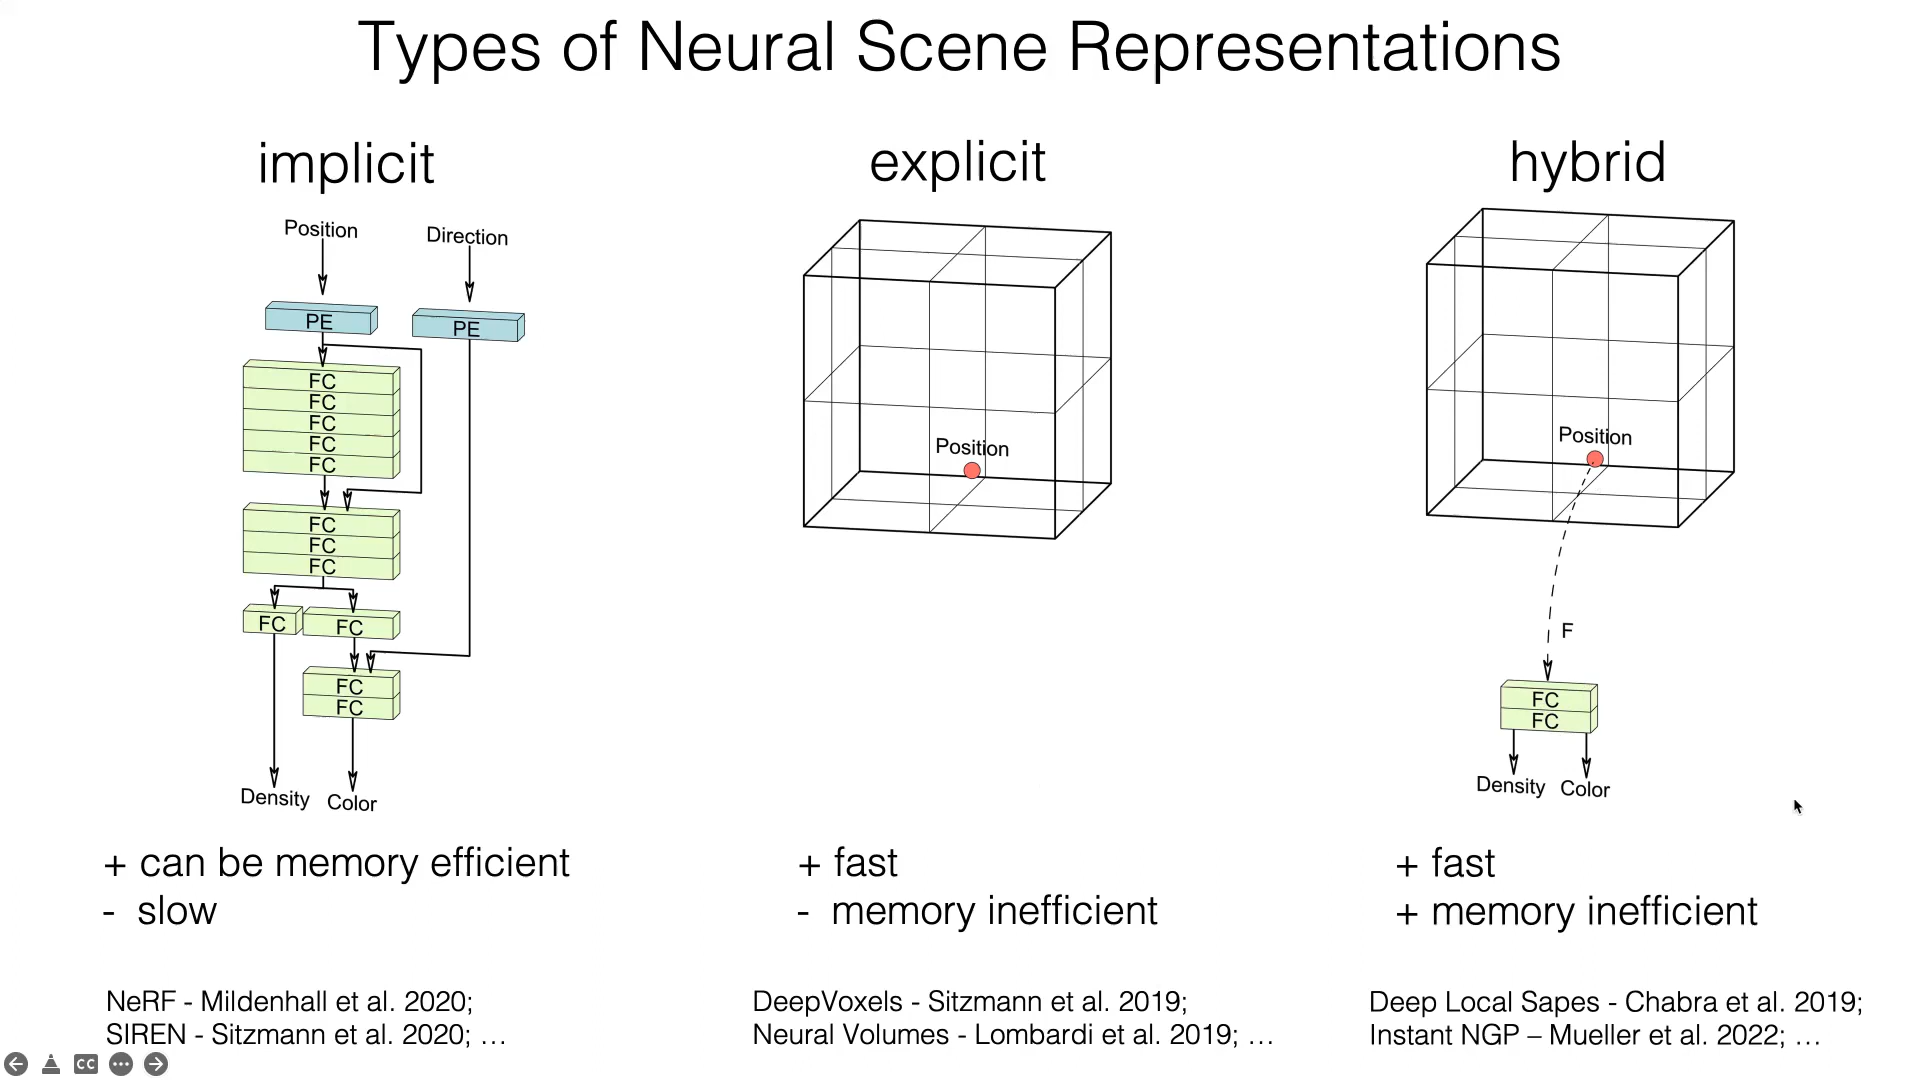 Types of Neural Scene Representations
implicit
Position
Direction
PE
PE
FC
FC
FC
FC
FC
FC
FC
FC
FC
FC
FC
FC
Density
Color
+ can be memory efficient
- slow
NeRF - Mildenhall et al. 2020;
SIREN - Sitzmann et al. 2020; …
explicit
Position
+ fast
- memory inefficient
DeepVoxels - Sitzmann et al. 2019;
Neural Volumes - Lombardi et al. 2019; …
hybrid
Position
F
FC
FC
Density
Color
+ fast
+ memory inefficient
Deep Local Sapes - Chabra et al. 2019;
Instant NGP – Mueller et al. 2022; …
CC